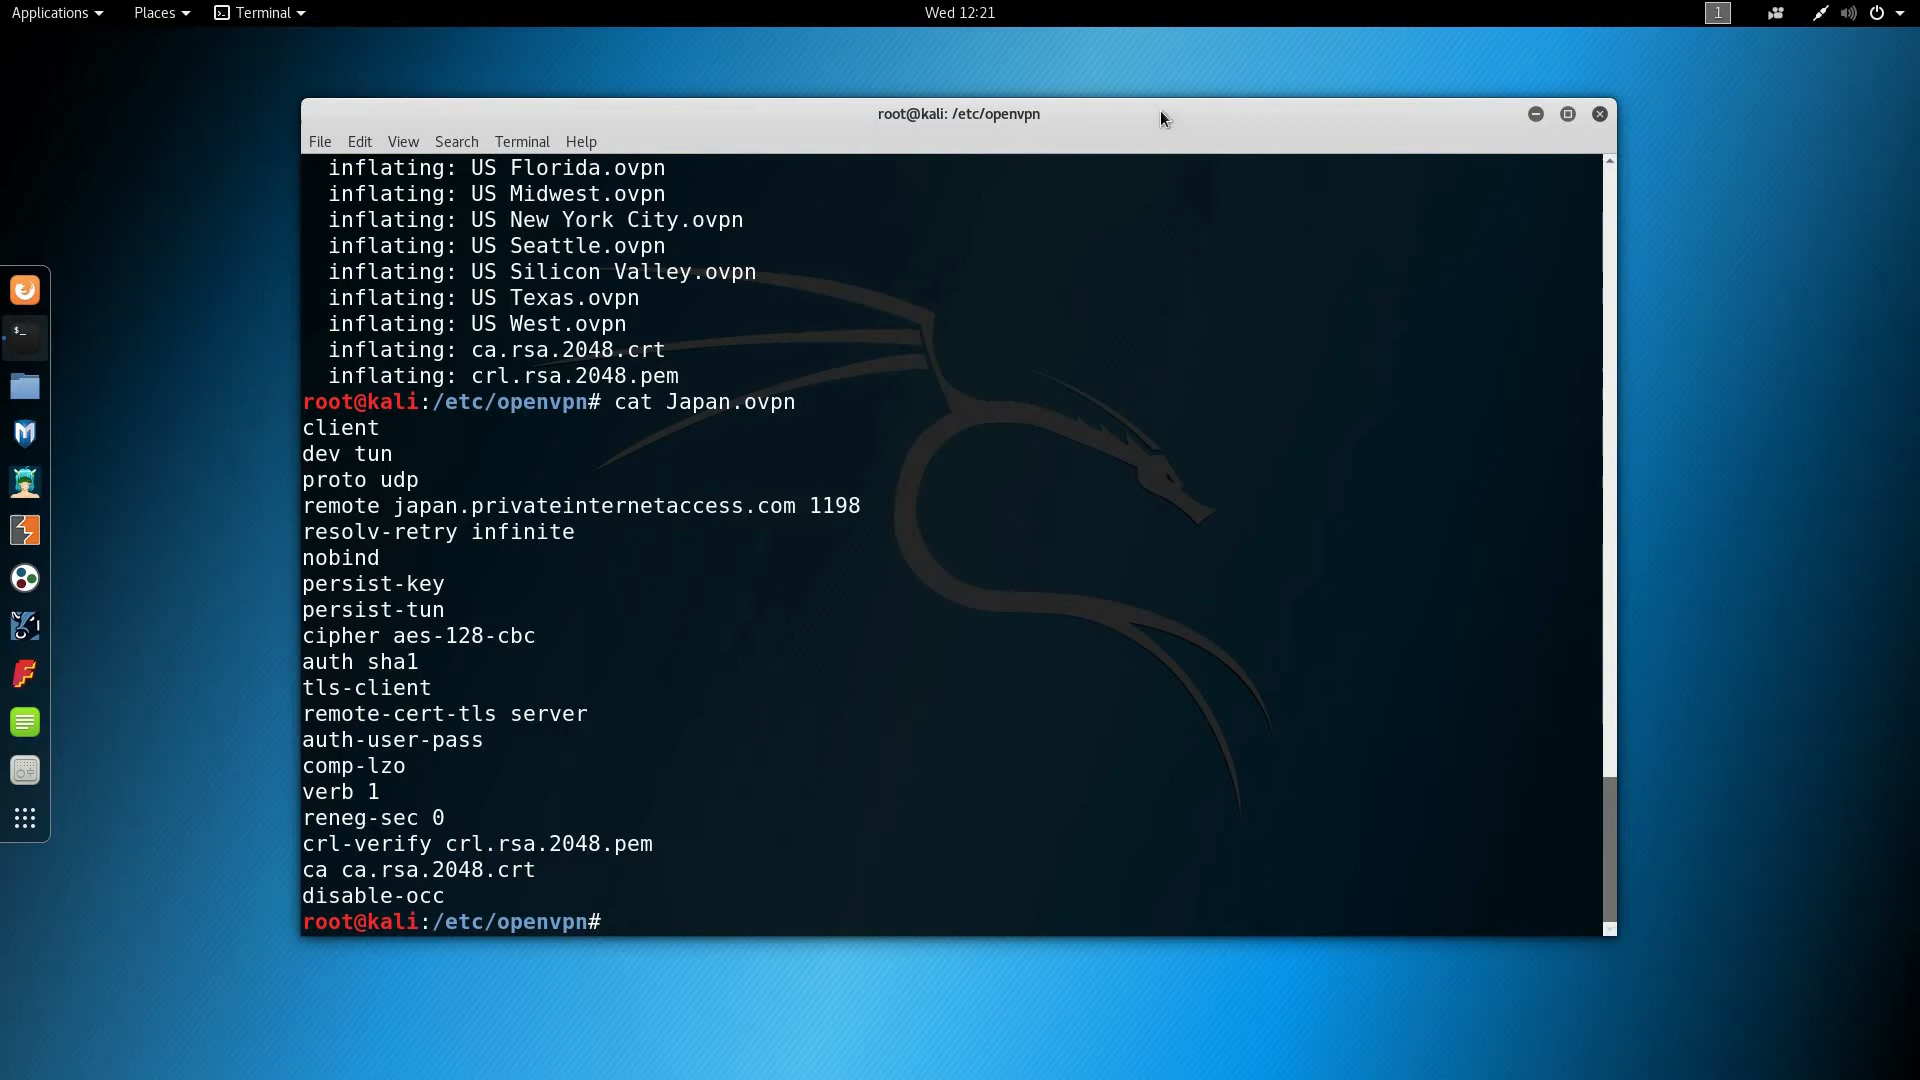 Applications Places Terminal Wed 12:21 1
root@kali: /etc/openvpn
File Edit View Search Terminal Help
inflating: US Florida.ovpn
inflating: US Midwest.ovpn
inflating: US New York City.ovpn
inflating: US Seattle.ovpn
inflating: US Silicon Valley.ovpn
inflating: US Texas.ovpn
inflating: US West.ovpn
inflating: ca.rsa.2048.crt
inflating: crl.rsa.2048.pem
root@kali:/etc/openvpn# cat Japan.ovpn
client
dev tun
proto udp
remote japan.privateinternetaccess.com 1198
resolv-retry infinite
nobind
persist-key
persist-tun
cipher aes-128-cbc
auth sha1
tls-client
remote-cert-tls server
auth-user-pass
comp-lzo
verb 1
reneg-sec 0
crl-verify crl.rsa.2048.pem
ca ca.rsa.2048.crt
disable-occ
root@kali:/etc/openvpn#